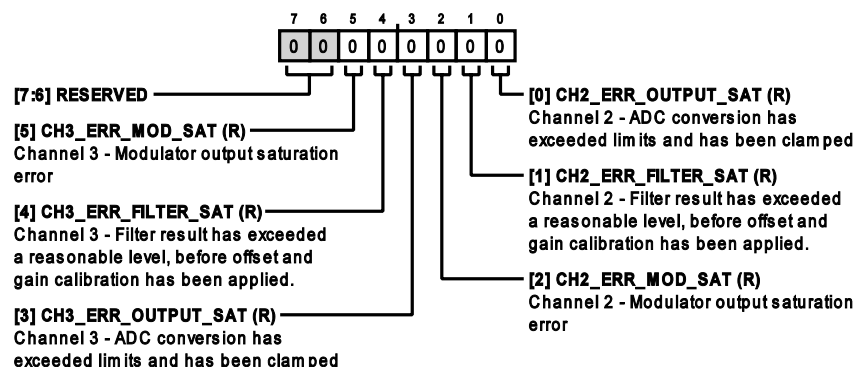 7 6 5 4 3 2 1 0
0 0 0 0 0 0 0 0
[7:6] RESERVED
[5] CH3_ERR_MOD_SAT (R)
Channel 3 - Modulator output saturation
error
[4] CH3_ERR_FILTER_SAT (R)
Channel 3 - Filter result has exceeded
a reasonable level, before offset and
gain calibration has been applied.
[3] CH3_ERR_OUTPUT_SAT (R)
Channel 3 - ADC conversion has
exceeded limits and has been clamped
[0] CH2_ERR_OUTPUT_SAT (R)
Channel 2 - ADC conversion has
exceeded limits and has been clamped
[1] CH2_ERR_FILTER_SAT (R)
Channel 2 - Filter result has exceeded
a reasonable level, before offset and
gain calibration has been applied.
[2] CH2_ERR_MOD_SAT (R)
Channel 2 - Modulator output saturation
error